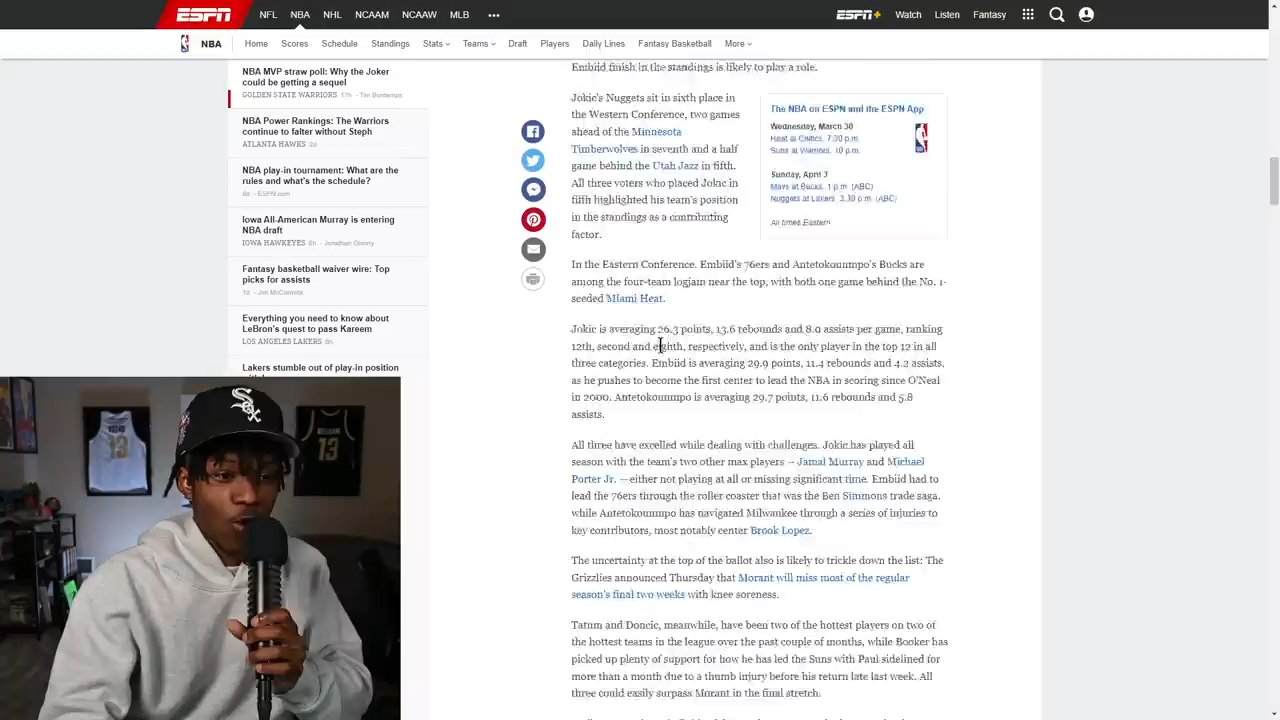 ESPN NFL NBA NHL NCAAM NCAAW MLB ••• ESPN+ Watch Listen Fantasy
NBA Home Scores Schedule Standings Stats Teams Draft Players Daily Lines Fantasy Basketball More
NBA MVP straw poll: Why the Joker
could be getting a sequel
GOLDEN STATE WARRIORS 17h - Tim Bontemps
NBA Power Rankings: The Warriors
continue to falter without Steph
ATLANTA HAWKS 2d
NBA play-in tournament: What are the
rules and what's the schedule?
6d - ESPN.com
Iowa All-American Murray is entering
NBA draft
IOWA HAWKEYES 8h - Jonathan Givony
Fantasy basketball waiver wire: Top
picks for assists
1d - Jim McCormick
Everything you need to know about
LeBron's quest to pass Kareem
LOS ANGELES LAKERS 8h
Lakers stumble out of play-in position
Embiid finish in the standings is likely to play a role.
Jokic's Nuggets sit in sixth place in
the Western Conference, two games
ahead of the Minnesota
Timberwolves in seventh and a half
game behind the Utah Jazz in fifth.
All three voters who placed Jokic in
fifth highlighted his team's position
in the standings as a contributing
factor.
The NBA on ESPN and the ESPN App
Wednesday, March 30
Heat at Celtics, 7:30 p.m.
Suns at Warriors, 10 p.m.
Sunday, April 3
Mavs at Bucks, 1 p.m. (ABC)
Nuggets at Lakers, 3:30 p.m. (ABC)
All times Eastern
In the Eastern Conference, Embiid's 76ers and Antetokounmpo's Bucks are
among the four-team logjam near the top, with both one game behind the No. 1-
seeded Miami Heat.
Jokic is averaging 26.3 points, 13.6 rebounds and 8.0 assists per game, ranking
12th, second and eighth, respectively, and is the only player in the top 12 in all
three categories. Embiid is averaging 29.9 points, 11.4 rebounds and 4.2 assists,
as he pushes to become the first center to lead the NBA in scoring since O'Neal
in 2000. Antetokounmpo is averaging 29.7 points, 11.6 rebounds and 5.8
assists.
All three have excelled while dealing with challenges. Jokic has played all
season with the team's two other max players -- Jamal Murray and Michael
Porter Jr. -- either not playing at all or missing significant time. Embiid had to
lead the 76ers through the roller coaster that was the Ben Simmons trade saga,
while Antetokounmpo has navigated Milwaukee through a series of injuries to
key contributors, most notably center Brook Lopez.
The uncertainty at the top of the ballot also is likely to trickle down the list: The
Grizzlies announced Thursday that Morant will miss most of the regular
season's final two weeks with knee soreness.
Tatum and Doncic, meanwhile, have been two of the hottest players on two of
the hottest teams in the league over the past couple of months, while Booker has
picked up plenty of support for how he has led the Suns with Paul sidelined for
more than a month due to a thumb injury before his return late last week. All
three could easily surpass Morant in the final stretch.
Sox
13
13